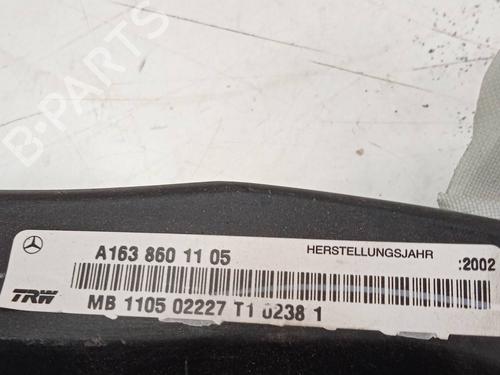 B-PARTS
A163 860 11 05
HERSTELLUNGSJAHR :2002
TRW
MB 1105 02227 T1 0238 1